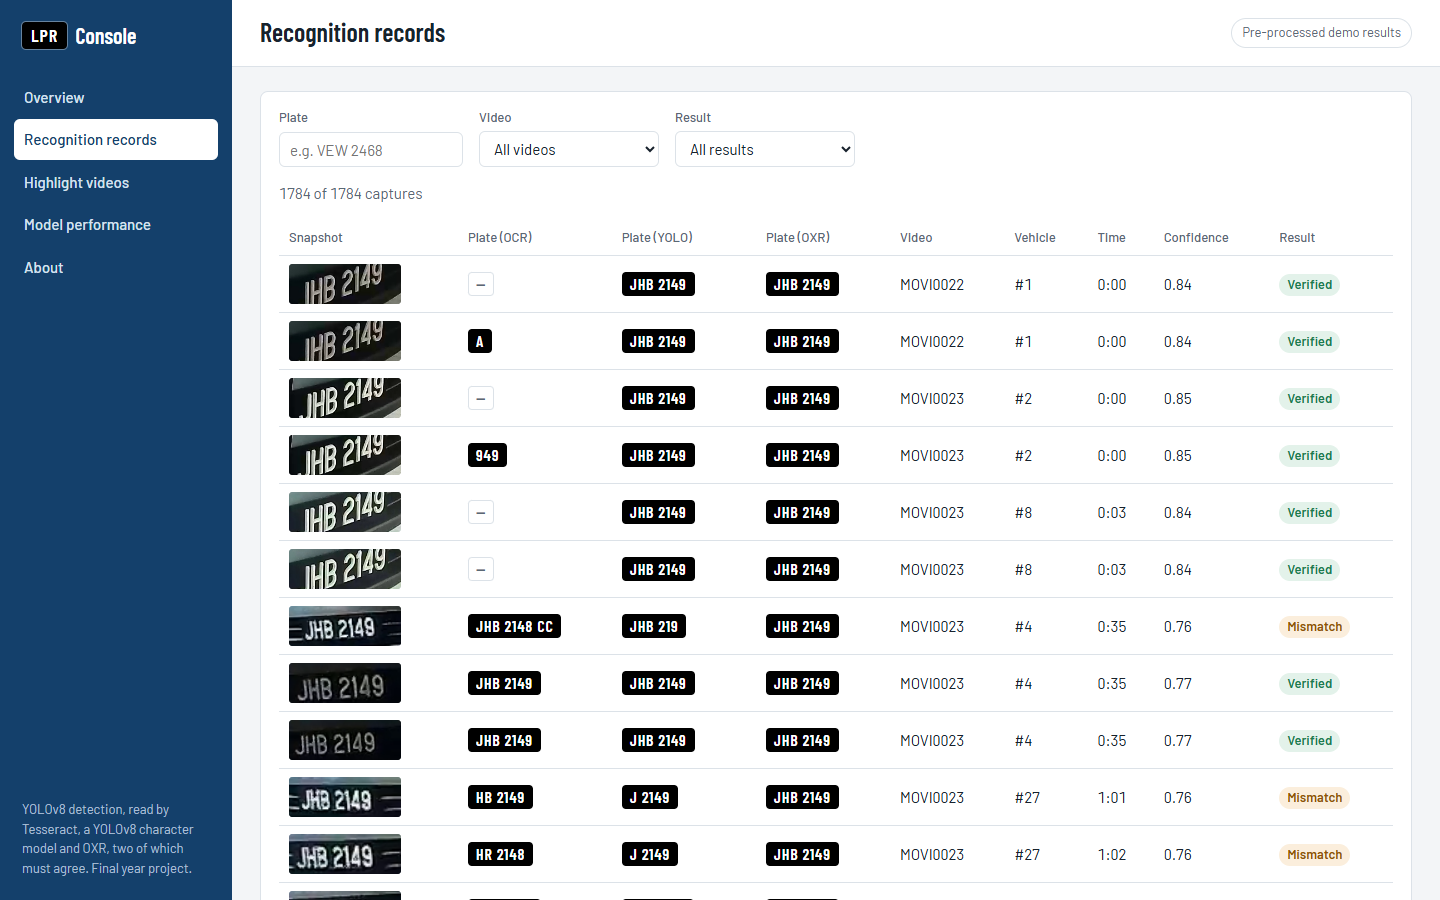 LPR Console
Overview
Recognition records
Highlight videos
Model performance
About
YOLOv8 detection, read by
Tesseract, a YOLOv8 character
model and OXR, two of which
must agree. Final year project.
Recognition records
Pre-processed demo results
Plate Video Result
e.g. VEW 2468 All videos All results
1784 of 1784 captures
Snapshot Plate (OCR) Plate (YOLO) Plate (OXR) Video Vehicle Time Confidence Result
JHB 2149 – JHB 2149 JHB 2149 MOVI0022 #1 0:00 0.84 Verified
JHB 2149 A JHB 2149 JHB 2149 MOVI0022 #1 0:00 0.84 Verified
JHB 2149 – JHB 2149 JHB 2149 MOVI0023 #2 0:00 0.85 Verified
JHB 2149 949 JHB 2149 JHB 2149 MOVI0023 #2 0:00 0.85 Verified
JHB 2149 – JHB 2149 JHB 2149 MOVI0023 #8 0:03 0.84 Verified
JHB 2149 – JHB 2149 JHB 2149 MOVI0023 #8 0:03 0.84 Verified
JHB 2149 JHB 2148 CC JHB 219 JHB 2149 MOVI0023 #4 0:35 0.76 Mismatch
JHB 2149 JHB 2149 JHB 2149 JHB 2149 MOVI0023 #4 0:35 0.77 Verified
JHB 2149 JHB 2149 JHB 2149 JHB 2149 MOVI0023 #4 0:35 0.77 Verified
JHB 2149 HB 2149 J 2149 JHB 2149 MOVI0023 #27 1:01 0.76 Mismatch
JHB 2149 HR 2148 J 2149 JHB 2149 MOVI0023 #27 1:02 0.76 Mismatch